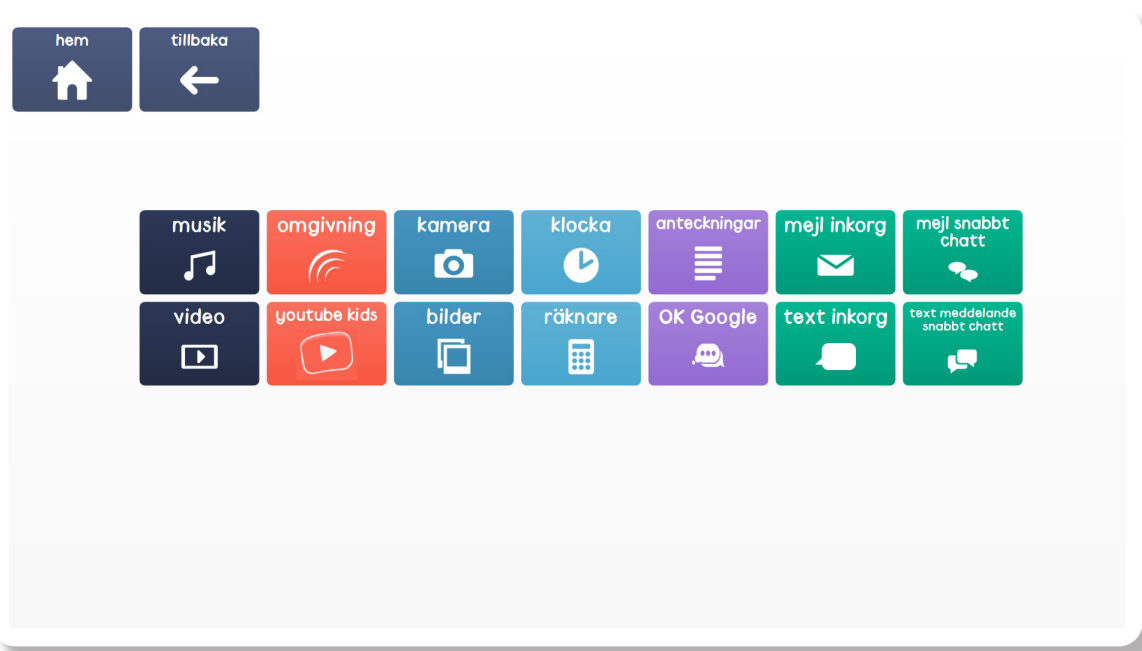 hem
tillbaka
musik
omgivning
kamera
klocka
anteckningar
mejl inkorg
mejl snabbt
chatt
video
youtube kids
bilder
räknare
OK Google
text inkorg
text meddelande
snabbt chatt